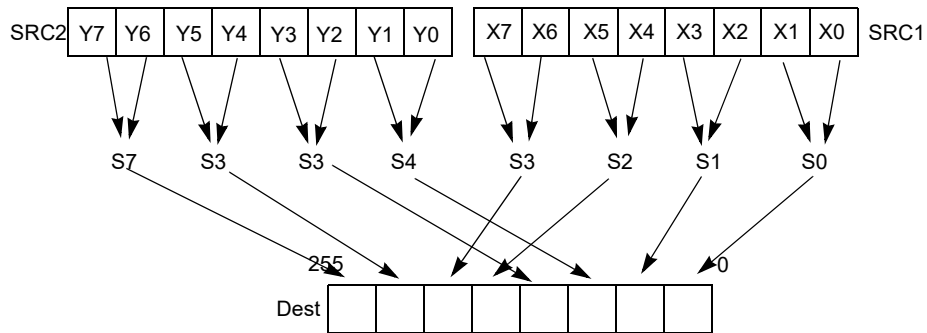 SRC2 Y7 Y6 Y5 Y4 Y3 Y2 Y1 Y0 X7 X6 X5 X4 X3 X2 X1 X0 SRC1
S7 S3 S3 S4 S3 S2 S1 S0
255 0
Dest